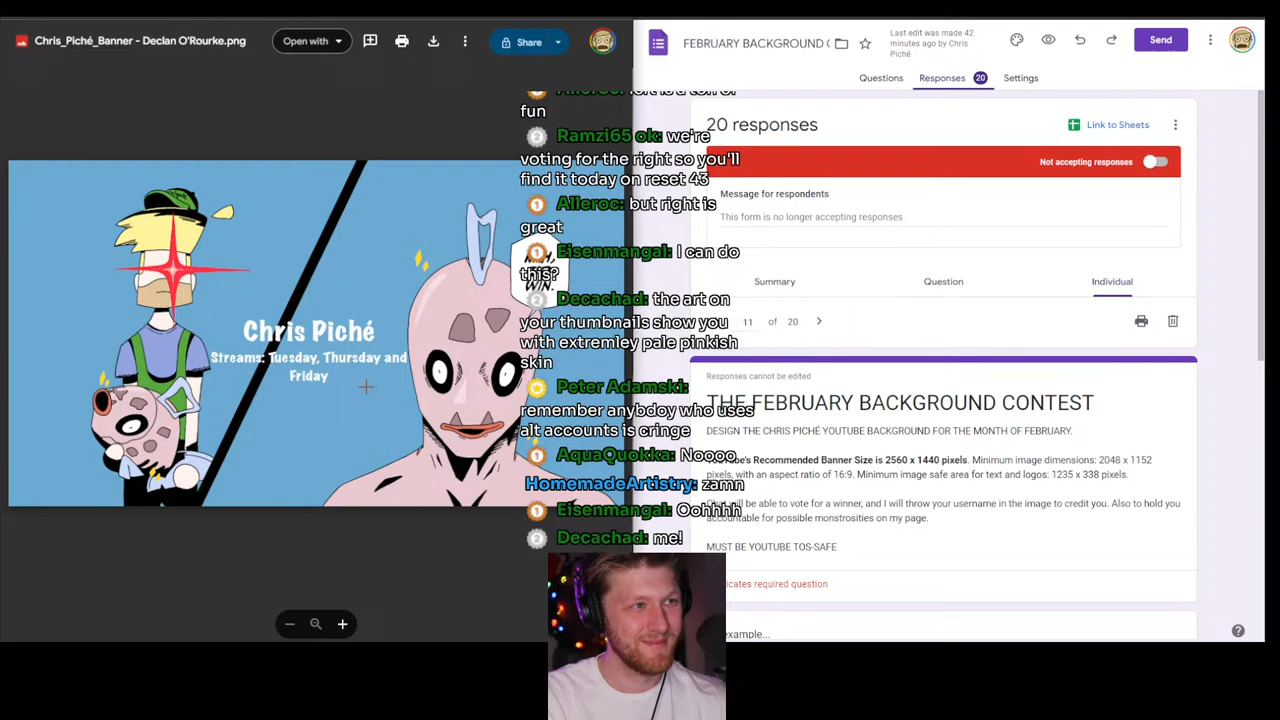 Chris_Piché_Banner - Declan O'Rourke.png
Open with
Share
Chris Piché
Streams: Tuesday, Thursday and
Friday
WIN.
fun
Ramzi65 ok: we're
voting for the right so you'll
find it today on reset 43
Alleroc: but right is
great
Eisenmangal: I can do
this?
Decachad: the art on
your thumbnails show you
with extremley pale pinkish
skin
Peter Adamski:
remember anybdoy who uses
alt accounts is cringe
AquaQuokka: Noooo
HomemadeArtistry: zamn
Eisenmangal: Oohhhh
Decachad: me!
FEBRUARY BACKGROUND
Last edit was made 42
minutes ago by Chris
Piché
Send
Questions
Responses 20
Settings
20 responses
Link to Sheets
Not accepting responses
Message for respondents
This form is no longer accepting responses
Summary
Question
Individual
11 of 20
Responses cannot be edited
THE FEBRUARY BACKGROUND CONTEST
DESIGN THE CHRIS PICHÉ YOUTUBE BACKGROUND FOR THE MONTH OF FEBRUARY.
Recommended Banner Size is 2560 x 1440 pixels. Minimum image dimensions: 2048 x 1152
pixels, with an aspect ratio of 16:9. Minimum image safe area for text and logos: 1235 x 338 pixels.
be able to vote for a winner, and I will throw your username in the image to credit you. Also to hold you
accountable for possible monstrosities on my page.
MUST BE YOUTUBE TOS-SAFE
required question
example...